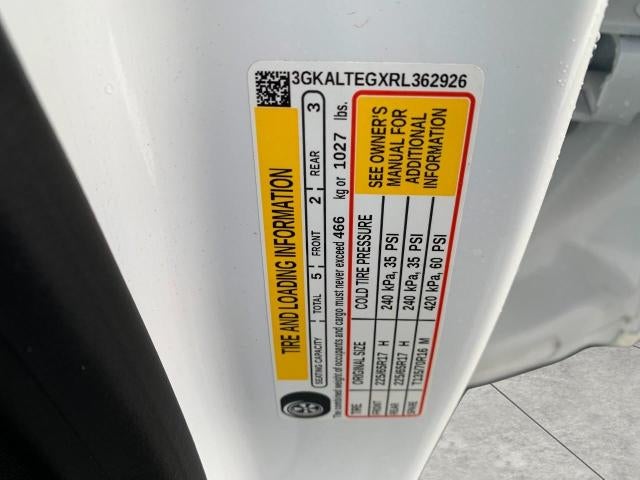 3GKALTEGXRL362926
TIRE AND LOADING INFORMATION
SEATING CAPACITY TOTAL 5 FRONT 2 REAR 3
The combined weight of occupants and cargo must never exceed 466 kg or 1027 lbs.
TIRE ORIGINAL SIZE COLD TIRE PRESSURE
FRONT 225/65R17 H 240 kPa, 35 PSI
REAR 225/65R17 H 240 kPa, 35 PSI
SPARE T135/70R16 M 420 kPa, 60 PSI
SEE OWNER'S
MANUAL FOR
ADDITIONAL
INFORMATION